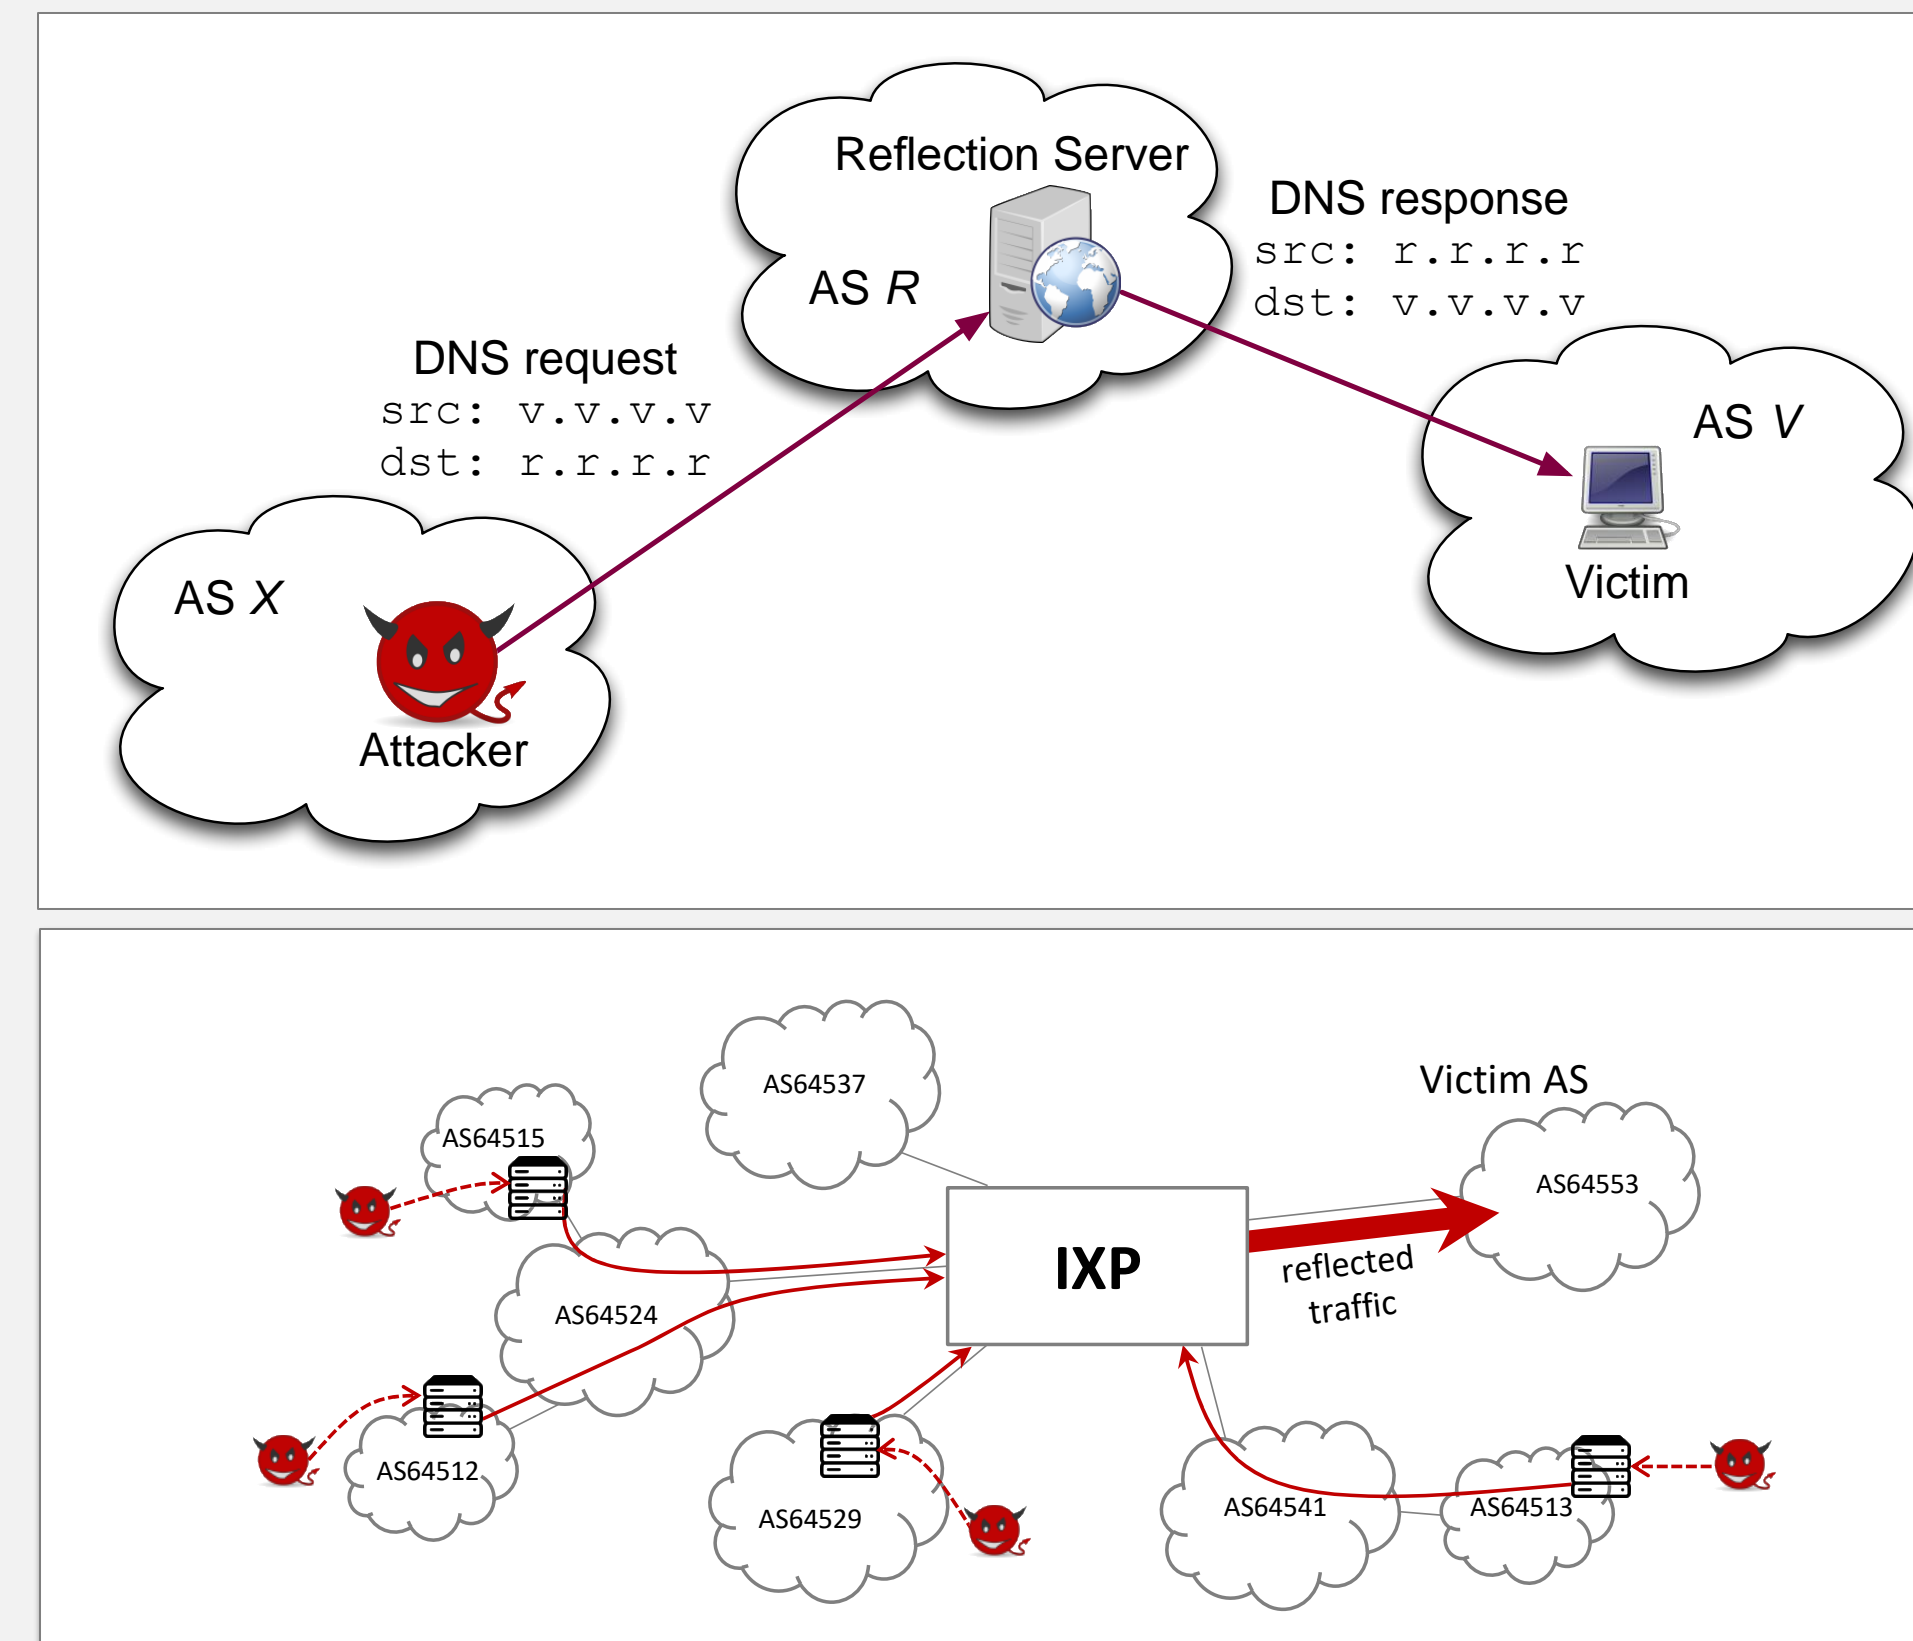 Reflection Server
AS R
DNS response
src: r.r.r.r
dst: v.v.v.v
DNS request
src: v.v.v.v
dst: r.r.r.r
AS V
Victim
AS X
Attacker
AS64537
Victim AS
AS64515
AS64553
IXP
reflected
traffic
AS64524
AS64512
AS64529
AS64541
AS64513